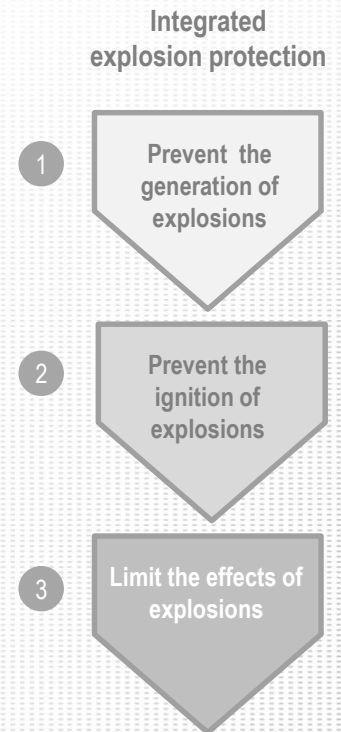 Integrated
explosion protection
1
Prevent the
generation of
explosions
2
Prevent the
ignition of
explosions
3
Limit the effects of
explosions